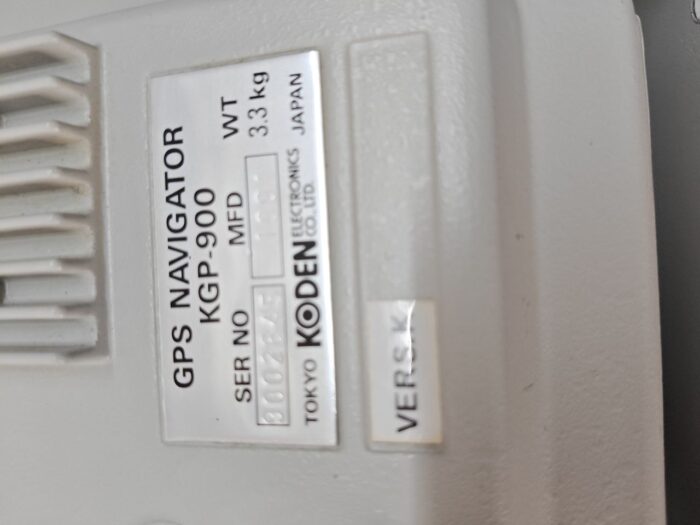 GPS NAVIGATOR
KGP-900
SER NO MFD WT
3.3 kg
TOKYO KODEN ELECTRONICS CO., LTD. JAPAN
VERS.K